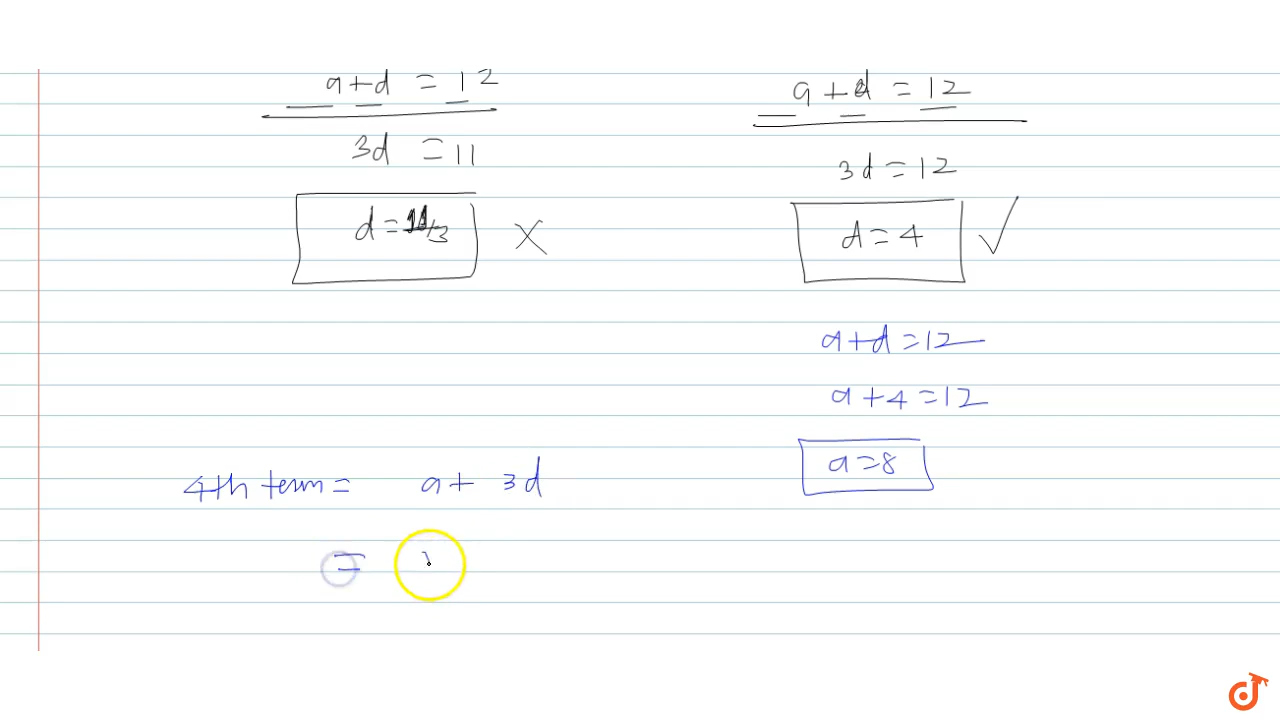 a+d = 12
3d = 11
d = 11/3 ×
a+d = 12
3d = 12
d = 4 ✓
a+d = 12
a+4 = 12
a = 8
4th term = a+ 3d
=